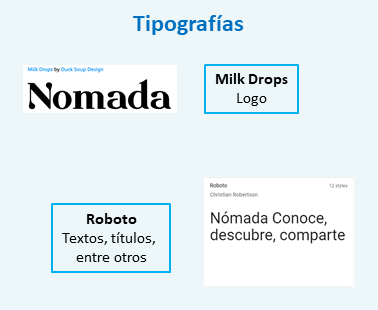 Tipografías
Milk Drops by Duck Soup Design
Nomada
Milk Drops
Logo
Roboto
Textos, títulos,
entre otros
Roboto
12 styles
Christian Robertson
Nómada Conoce,
descubre, comparte